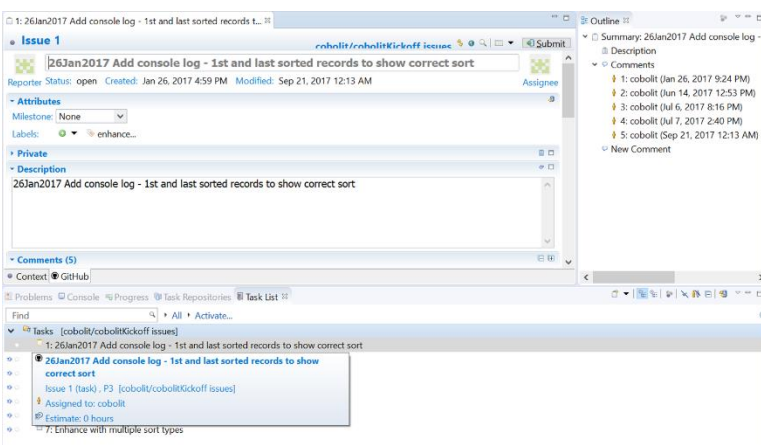 1: 26Jan2017 Add console log - 1st and last sorted records t...
Issue 1
cobolit/cobolitKickoff issues
Submit
26Jan2017 Add console log - 1st and last sorted records to show correct sort
Reporter Status: open Created: Jan 26, 2017 4:59 PM Modified: Sep 21, 2017 12:13 AM Assignee
Attributes
Milestone: None
Labels: enhance...
Private
Description
26Jan2017 Add console log - 1st and last sorted records to show correct sort
Comments (5)
Context GitHub
Outline
Summary: 26Jan2017 Add console log -
Description
Comments
1: cobolit (Jan 26, 2017 9:24 PM)
2: cobolit (Jun 14, 2017 12:53 PM)
3: cobolit (Jul 6, 2017 8:16 PM)
4: cobolit (Jul 7, 2017 2:40 PM)
5: cobolit (Sep 21, 2017 12:13 AM)
New Comment
Problems Console Progress Task Repositories Task List
Find All Activate...
Tasks [cobolit/cobolitKickoff issues]
1: 26Jan2017 Add console log - 1st and last sorted records to show correct sort
26Jan2017 Add console log - 1st and last sorted records to show
correct sort
Issue 1 (task) , P3 [cobolit/cobolitKickoff issues]
Assigned to: cobolit
Estimate: 0 hours
7: Enhance with multiple sort types